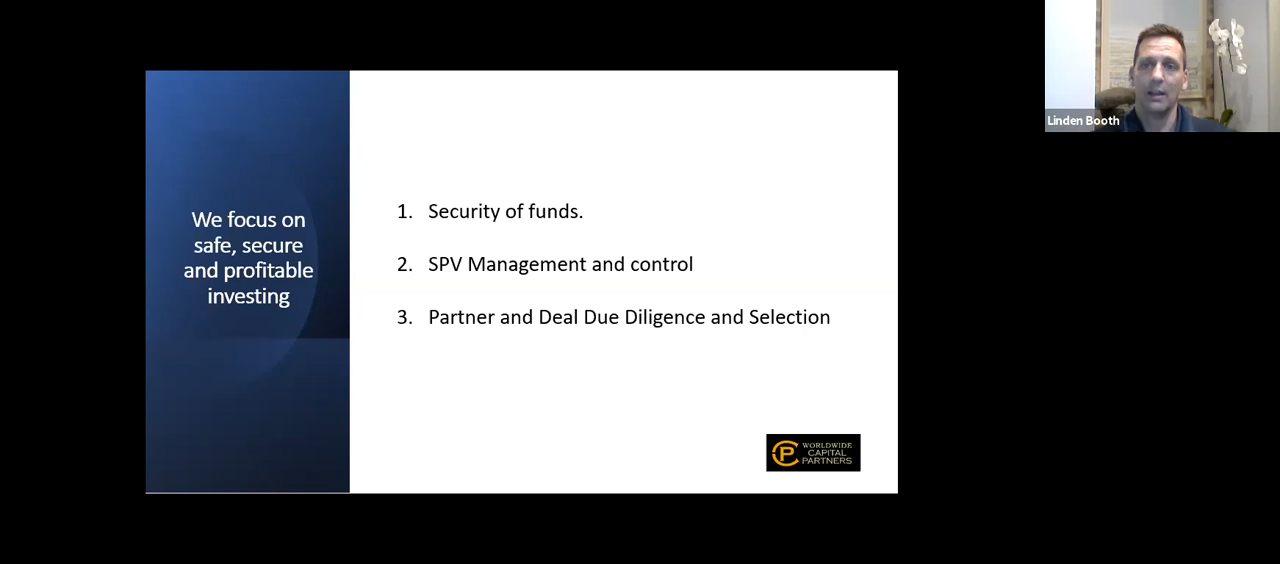 Linden Booth
We focus on
safe, secure
and profitable
investing
1. Security of funds.
2. SPV Management and control
3. Partner and Deal Due Diligence and Selection
CP
WORLDWIDE
CAPITAL
PARTNERS